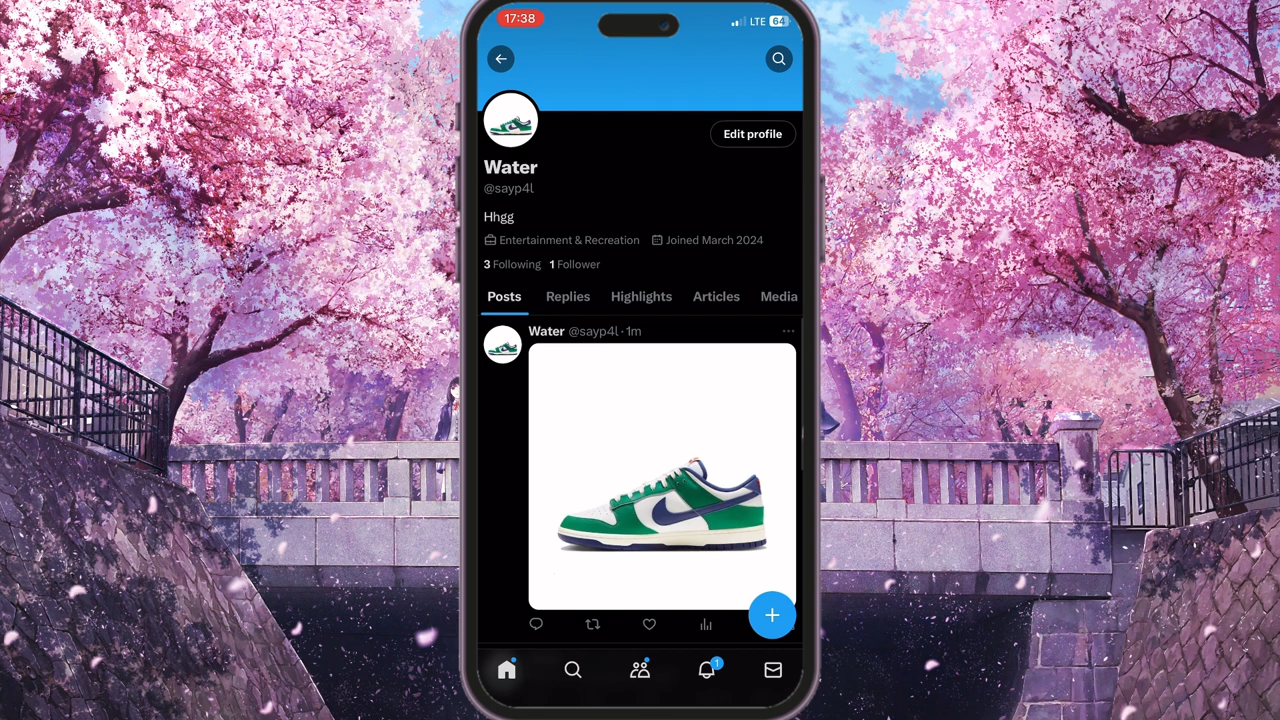 17:38
LTE 64
Edit profile
Water
@sayp4l
Hhgg
Entertainment & Recreation Joined March 2024
3 Following 1 Follower
Posts Replies Highlights Articles Media
Water @sayp4l · 1m
1